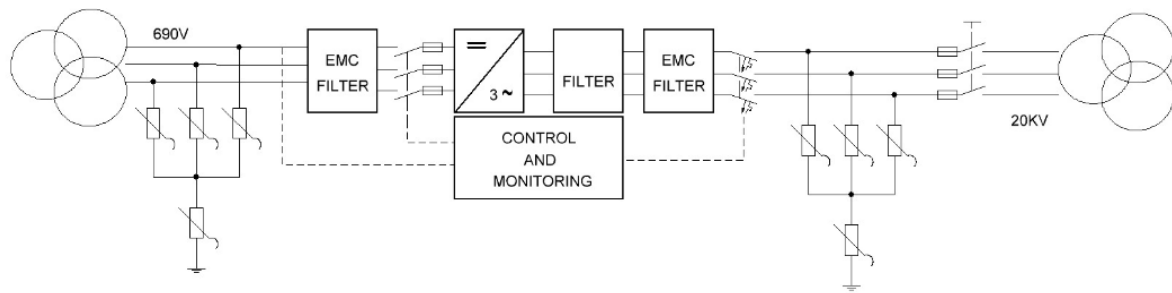 690V
EMC
FILTER
3 ~
FILTER
EMC
FILTER
CONTROL
AND
MONITORING
20KV